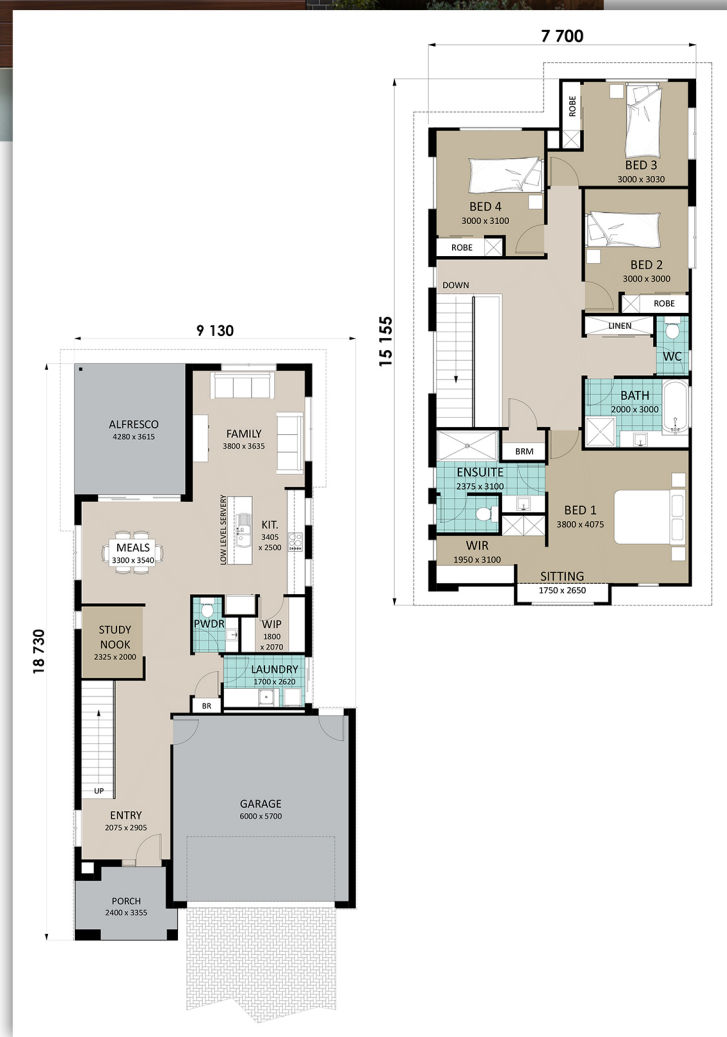 7 700
15 155
ROBE
BED 3
3000 x 3030
BED 4
3000 x 3100
ROBE
BED 2
3000 x 3000
ROBE
DOWN
LINEN
WC
BATH
2000 x 3000
BRM
ENSUITE
2375 x 3100
BED 1
3800 x 4075
WIR
1950 x 3100
SITTING
1750 x 2650
9 130
18 730
ALFRESCO
4280 x 3615
FAMILY
3800 x 3635
LOW LEVEL SERVERY
KIT.
3405
x 2500
MEALS
3300 x 3540
STUDY
NOOK
2325 x 2000
PWDR
WIP
1800
x 2070
LAUNDRY
1700 x 2620
BR
UP
ENTRY
2075 x 2905
GARAGE
6000 x 5700
PORCH
2400 x 3355